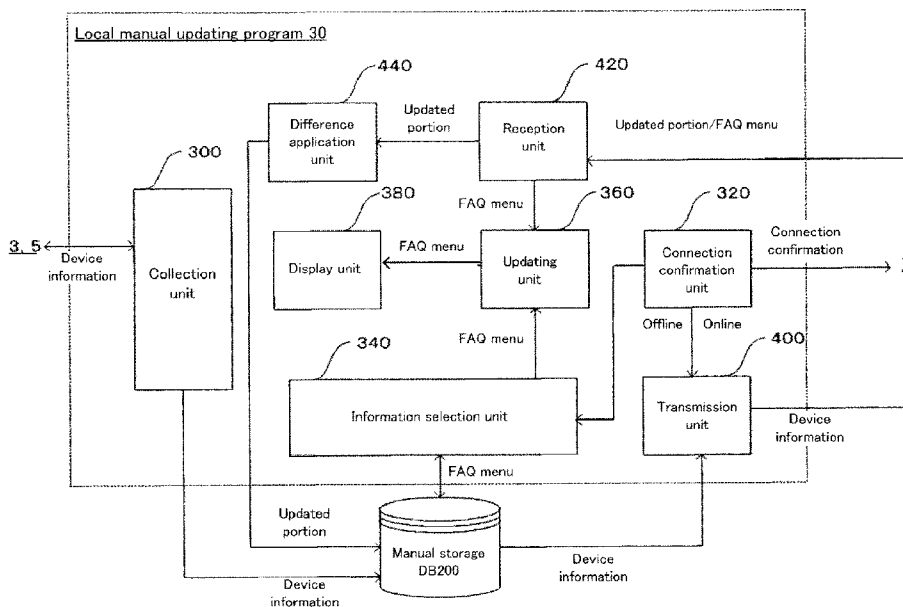 Local manual updating program 30
440
420
Difference
application
unit
Updated
portion
Reception
unit
Updated portion/FAQ menu
300
380
FAQ menu
360
320
3, 5
Device
information
Collection
unit
Display unit
FAQ menu
Updating
unit
Connection
confirmation
unit
Connection
confirmation
Offline
Online
340
FAQ menu
400
Information selection unit
Transmission
unit
Device
information
FAQ menu
Updated
portion
Manual storage
DB200
Device
information
Device
information